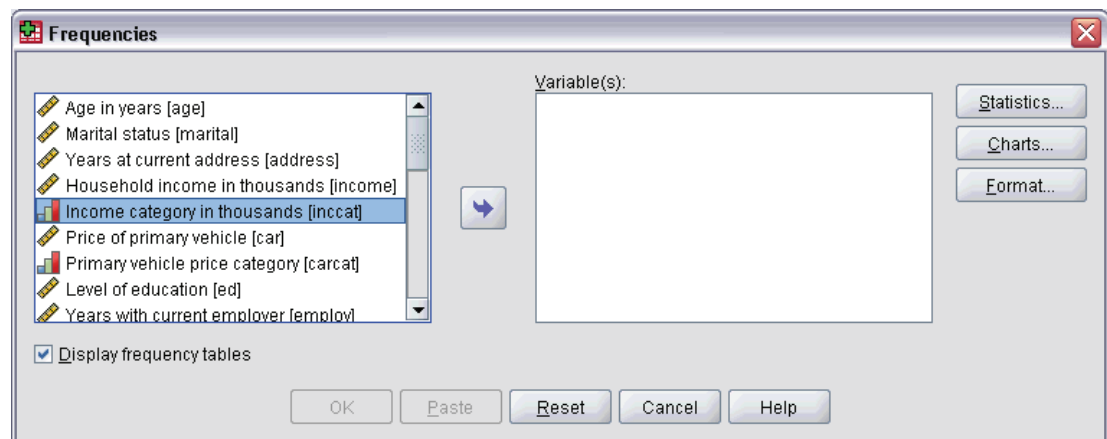 Frequencies
Variable(s):
Age in years [age]
Marital status [marital]
Years at current address [address]
Household income in thousands [income]
Income category in thousands [inccat]
Price of primary vehicle [car]
Primary vehicle price category [carcat]
Level of education [ed]
Years with current employer [employ]
Statistics...
Charts...
Format...
Display frequency tables
OK
Paste
Reset
Cancel
Help